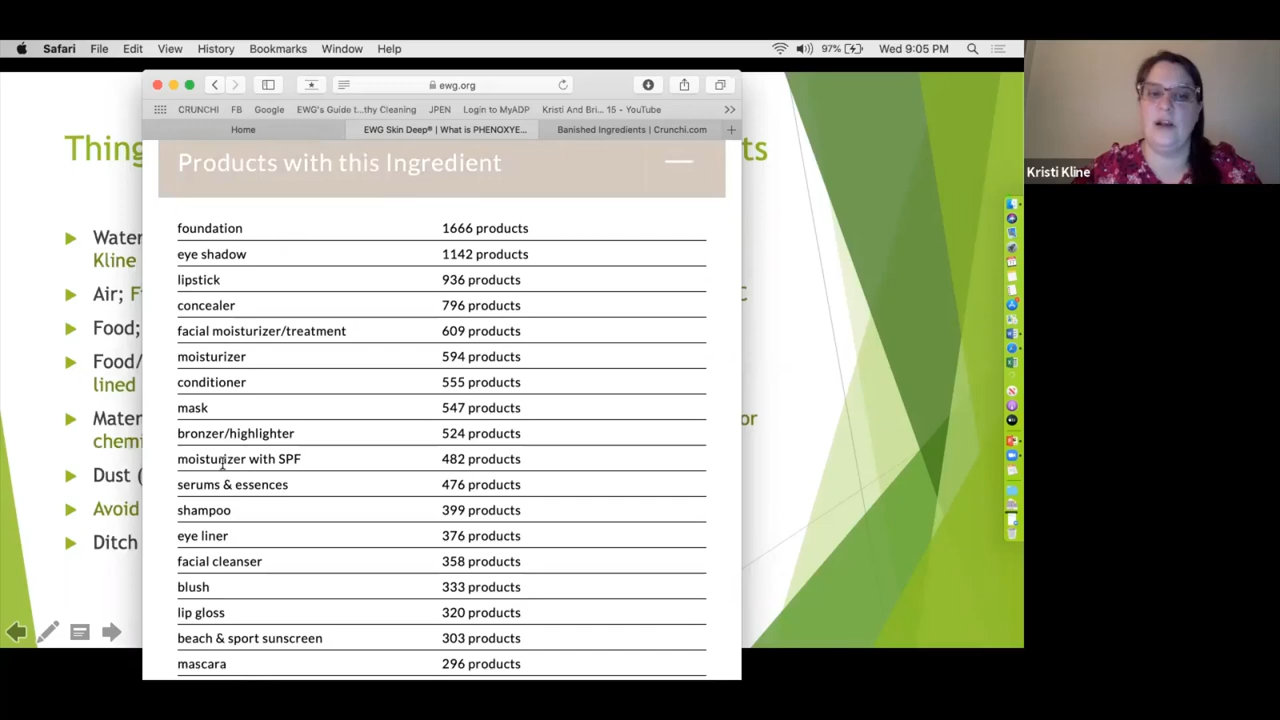 Safari File Edit View History Bookmarks Window Help 97% Wed 9:05 PM
ewg.org
CRUNCHI FB Google EWG's Guide t...thy Cleaning JPEN Login to MyADP Kristi And Bri... 15 - YouTube
Home EWG Skin Deep® | What is PHENOXYE... Banished Ingredients | Crunchi.com
Kristi Kline
Thing
ts
Water
Kline
Air; F
C
Food;
Food/
lined
Mater
or
chemi
Dust (
Avoid
Ditch
Products with this Ingredient
foundation 1666 products
eye shadow 1142 products
lipstick 936 products
concealer 796 products
facial moisturizer/treatment 609 products
moisturizer 594 products
conditioner 555 products
mask 547 products
bronzer/highlighter 524 products
moisturizer with SPF 482 products
serums & essences 476 products
shampoo 399 products
eye liner 376 products
facial cleanser 358 products
blush 333 products
lip gloss 320 products
beach & sport sunscreen 303 products
mascara 296 products